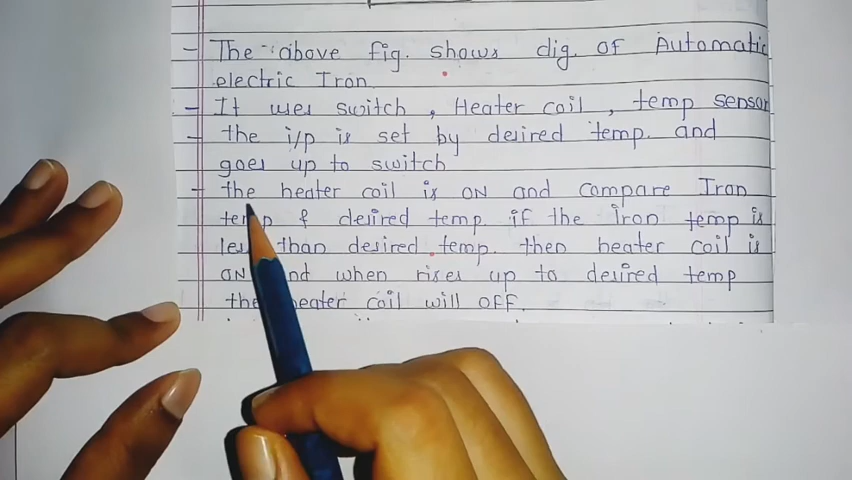 - The above fig. shows dig. of Automatic
electric Iron.
- It uses switch, Heater coil, temp sensor
- the i/p is set by desired temp. and
goes up to switch
- the heater coil is ON and compare Iron
temp & desired temp. if the iron temp is
less than desired temp. then heater coil is
ON and when rises up to desired temp
the heater coil will OFF.